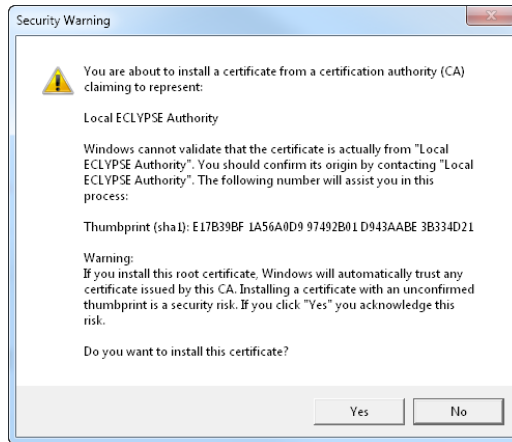 Security Warning
You are about to install a certificate from a certification authority (CA)
claiming to represent:
Local ECLYPSE Authority
Windows cannot validate that the certificate is actually from "Local
ECLYPSE Authority". You should confirm its origin by contacting "Local
ECLYPSE Authority". The following number will assist you in this
process:
Thumbprint (sha1): E17B39BF 1A56A0D9 97492B01 D943AABE 3B334D21
Warning:
If you install this root certificate, Windows will automatically trust any
certificate issued by this CA. Installing a certificate with an unconfirmed
thumbprint is a security risk. If you click "Yes" you acknowledge this
risk.
Do you want to install this certificate?
Yes No